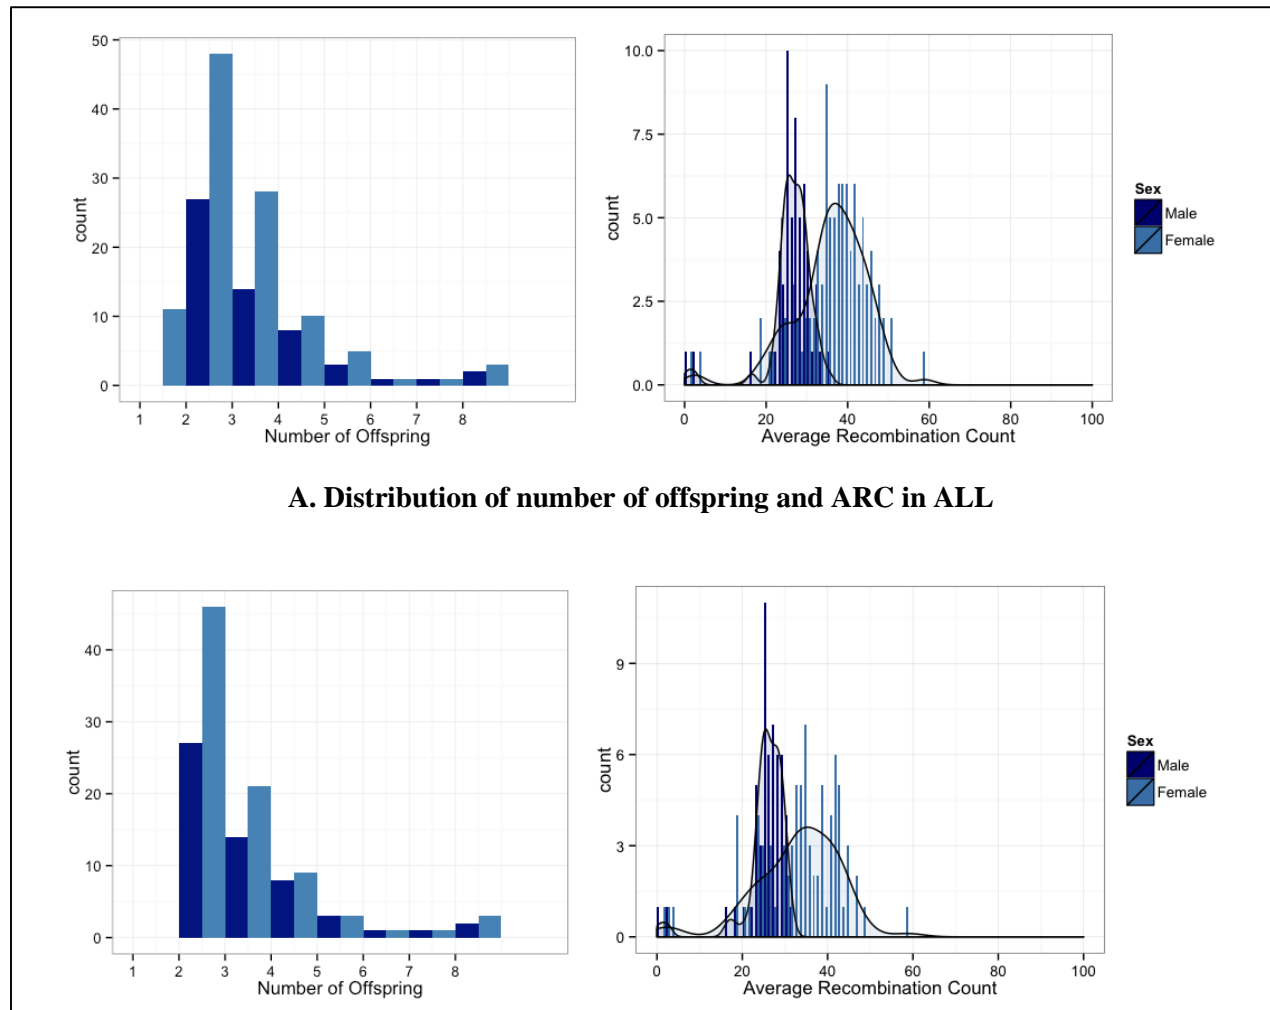 50
40
30
20
10
0
count
1 2 3 4 5 6 7 8
Number of Offspring
10.0
7.5
5.0
2.5
0.0
count
0 20 40 60 80 100
Average Recombination Count
Sex
Male
Female
A. Distribution of number of offspring and ARC in ALL
40
30
20
10
0
count
1 2 3 4 5 6 7 8
Number of Offspring
9
6
3
0
count
0 20 40 60 80 100
Average Recombination Count
Sex
Male
Female